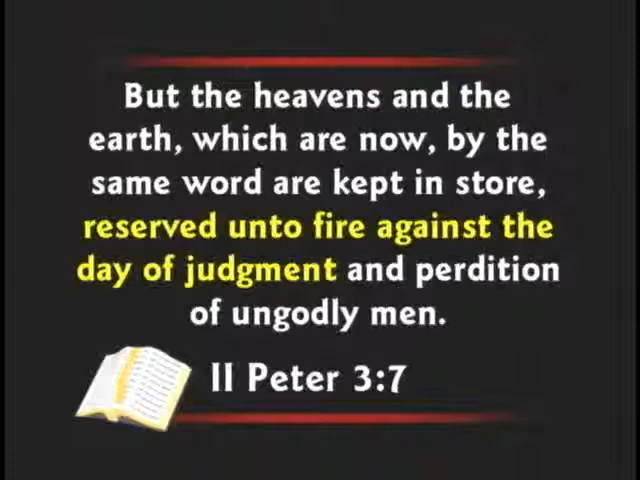 But the heavens and the
earth, which are now, by the
same word are kept in store,
reserved unto fire against the
day of judgment and perdition
of ungodly men.
II Peter 3:7